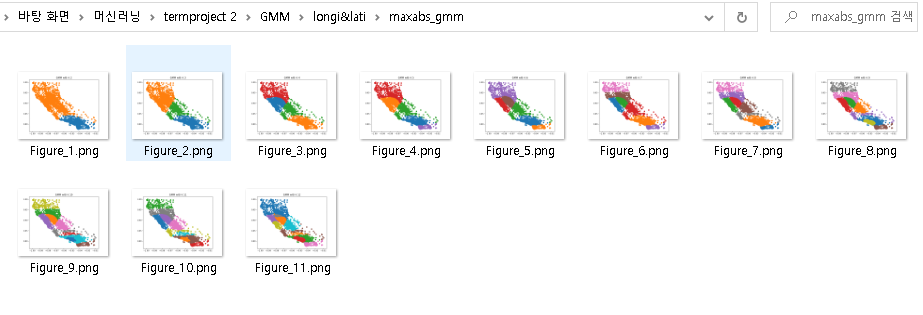 바탕 화면 > 머신러닝 > termproject 2 > GMM > longi&lati > maxabs_gmm
maxabs_gmm 검색
Figure_1.png
Figure_2.png
Figure_3.png
Figure_4.png
Figure_5.png
Figure_6.png
Figure_7.png
Figure_8.png
Figure_9.png
Figure_10.png
Figure_11.png